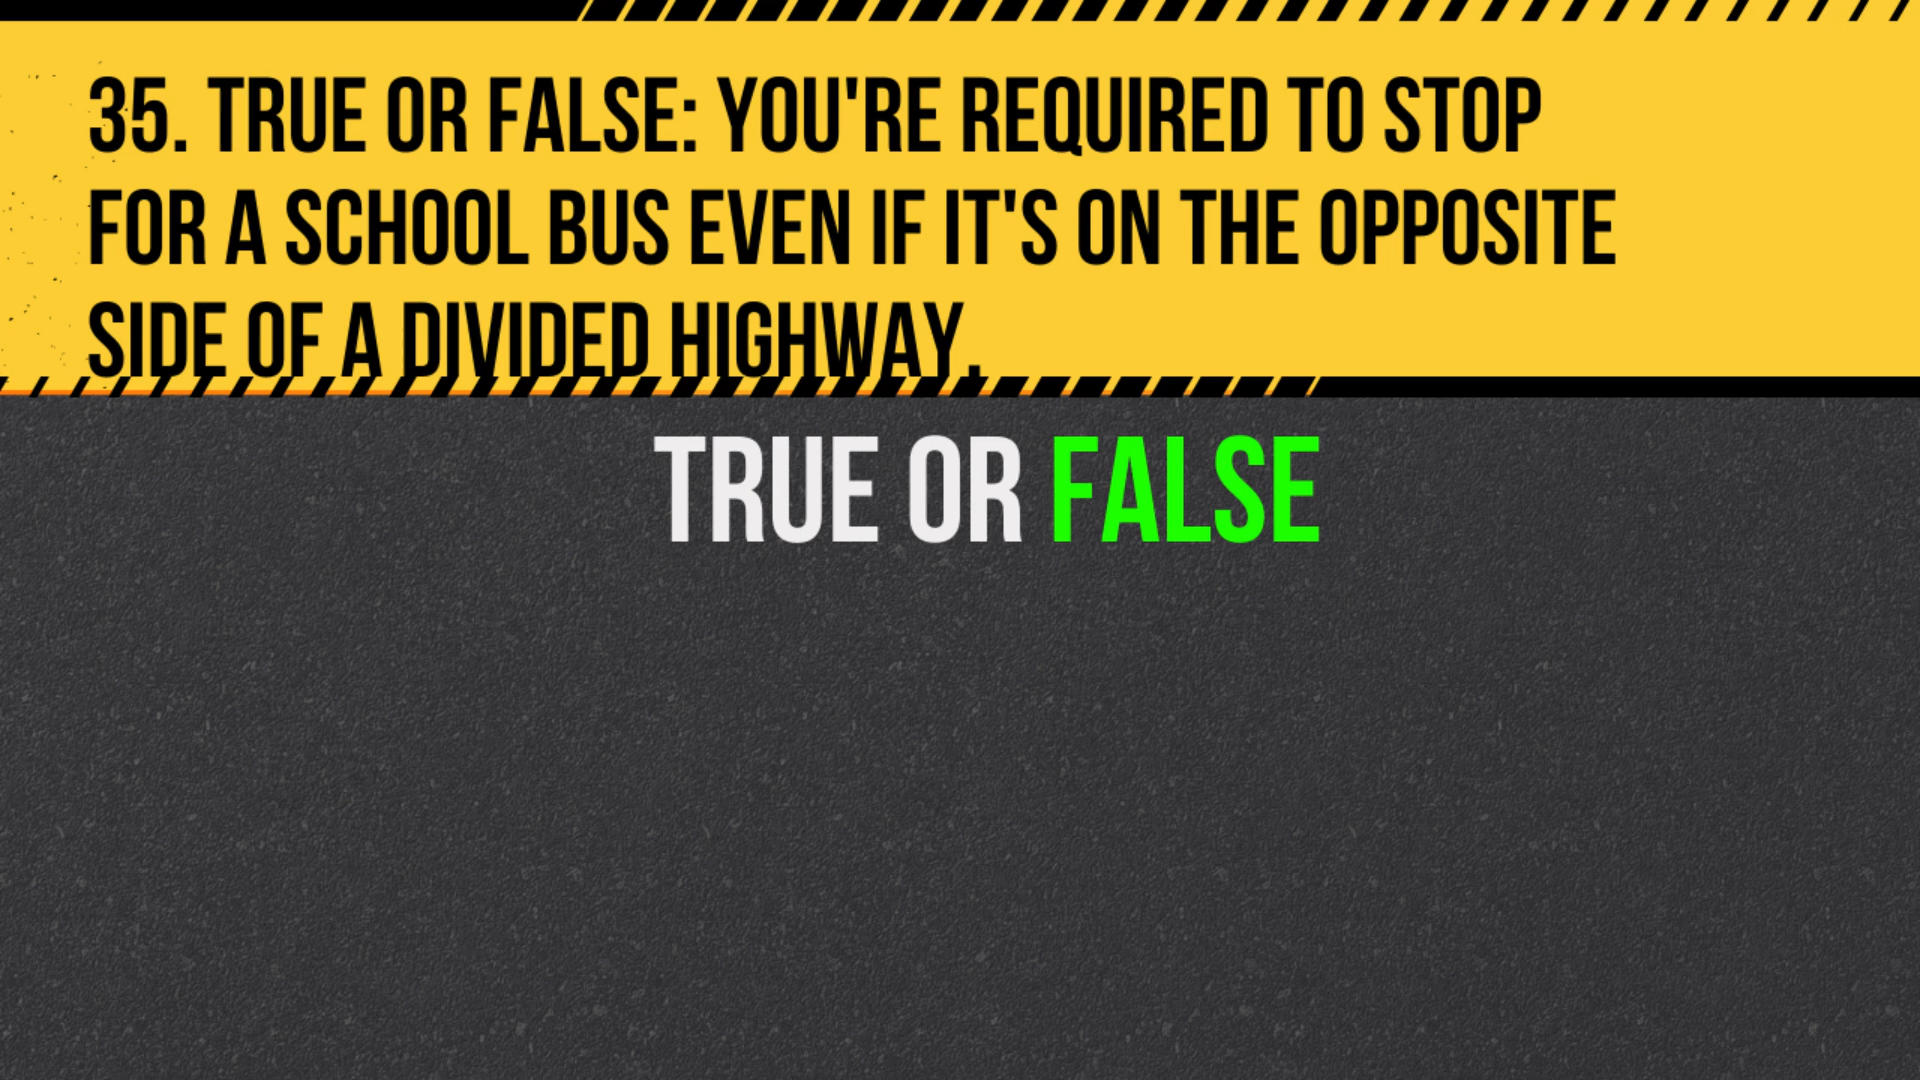 35. TRUE OR FALSE: YOU'RE REQUIRED TO STOP
FOR A SCHOOL BUS EVEN IF IT'S ON THE OPPOSITE
SIDE OF A DIVIDED HIGHWAY.
TRUE OR FALSE